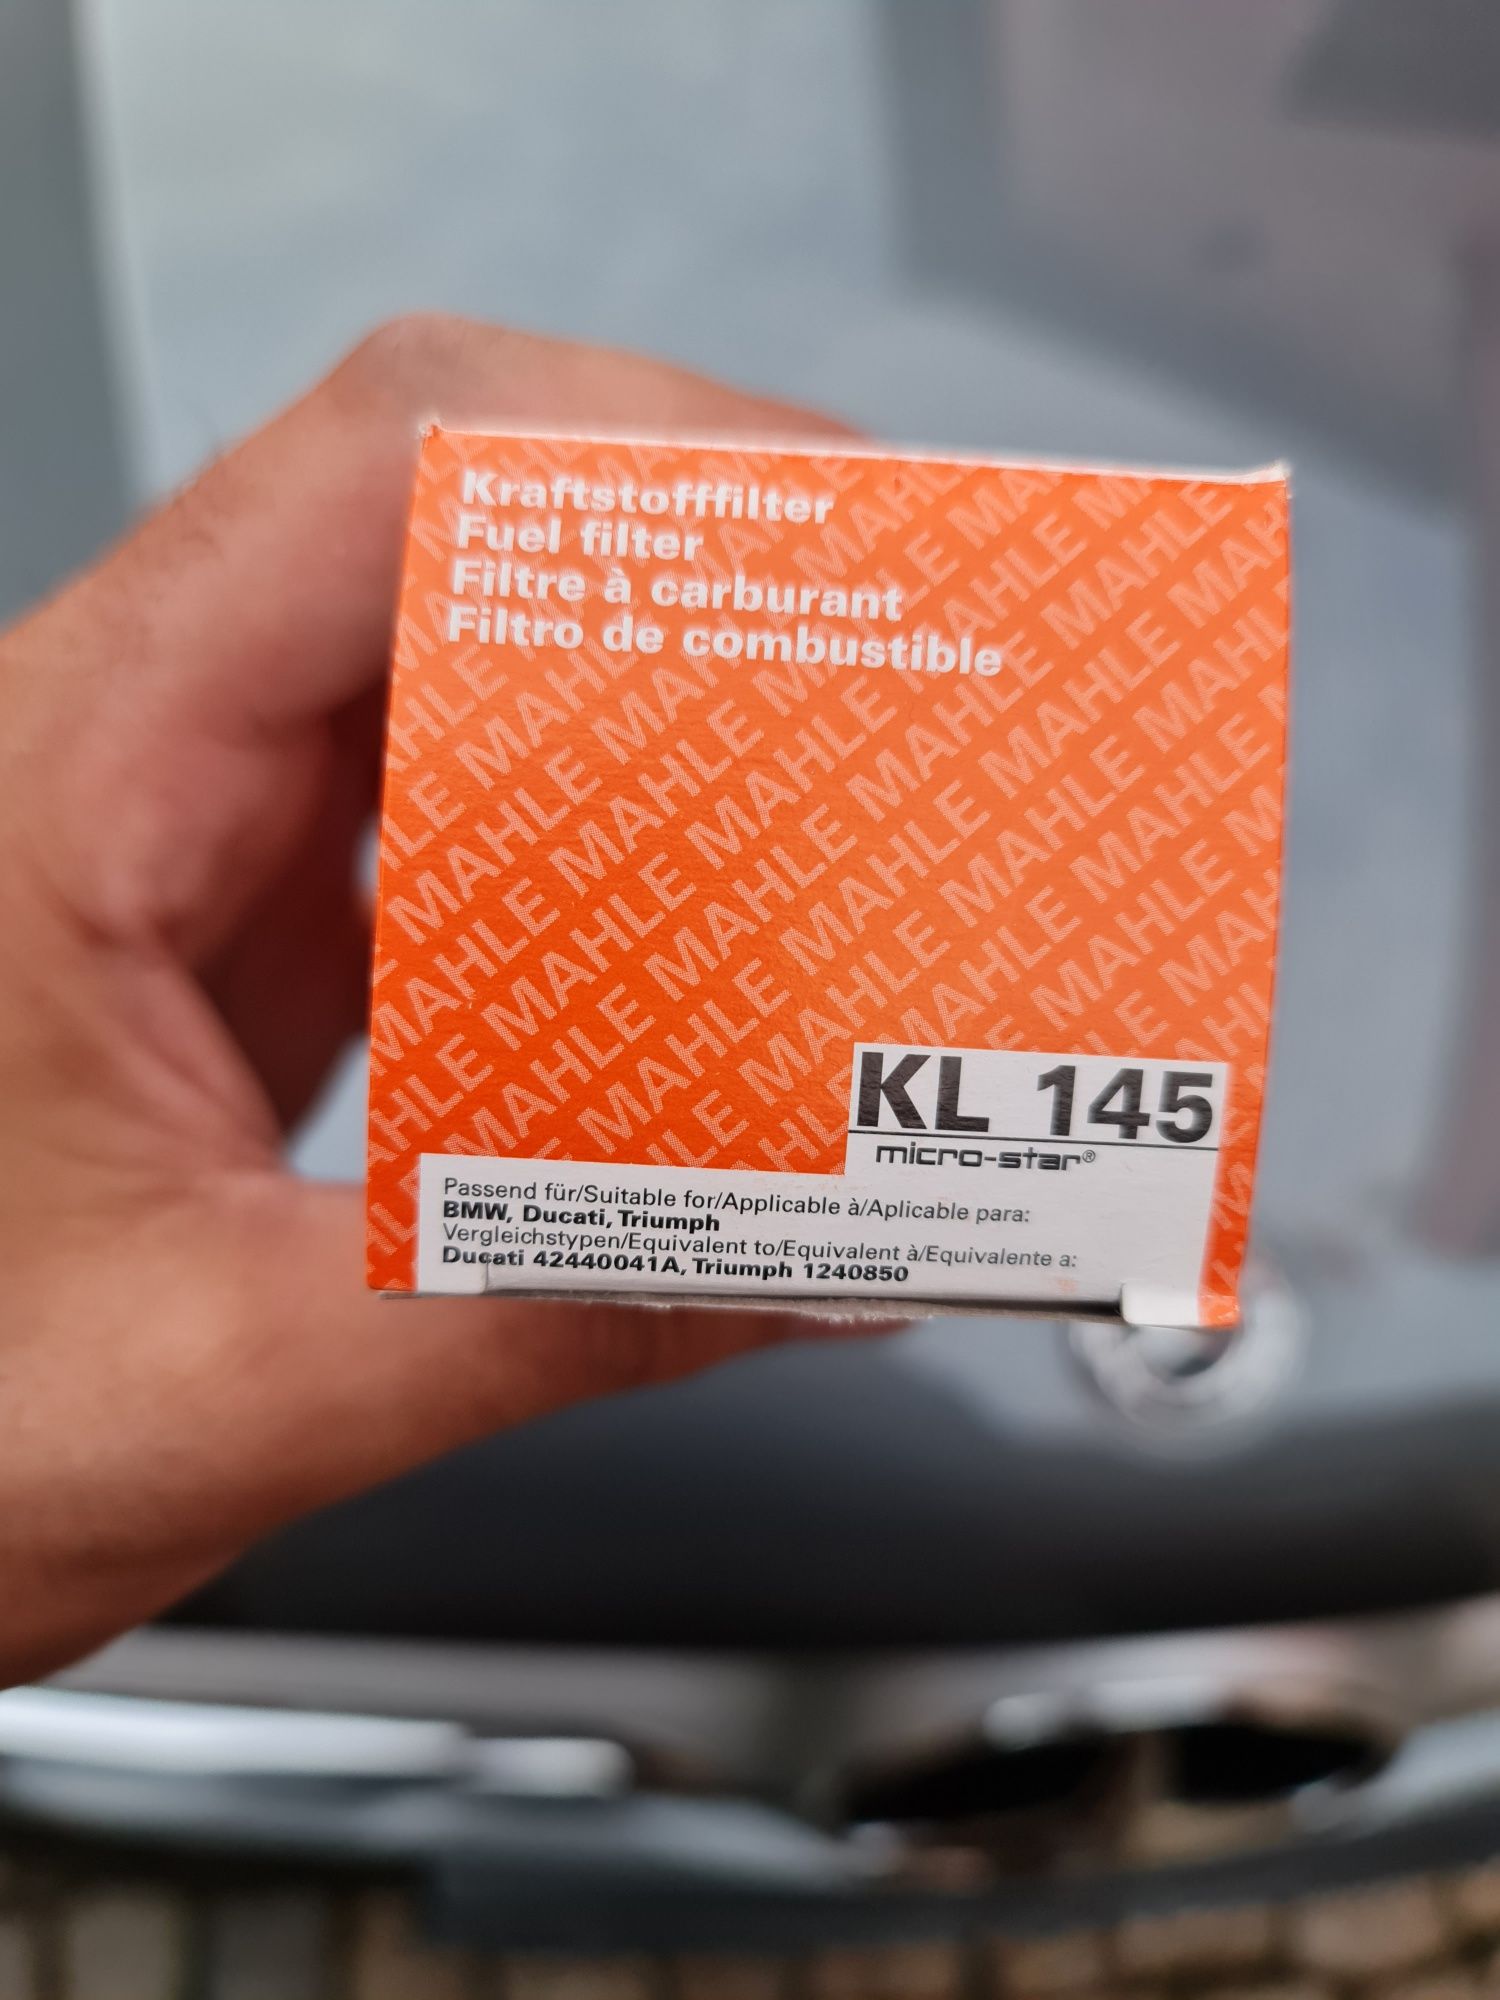 Kraftstofffilter
Fuel filter
Filtre à carburant
Filtro de combustible
MAHLE
KL 145
micro-star®
Passend für/Suitable for/Applicable à/Aplicable para:
BMW, Ducati, Triumph
Vergleichstypen/Equivalent to/Equivalent à/Equivalente a:
Ducati 42440041A, Triumph 1240850